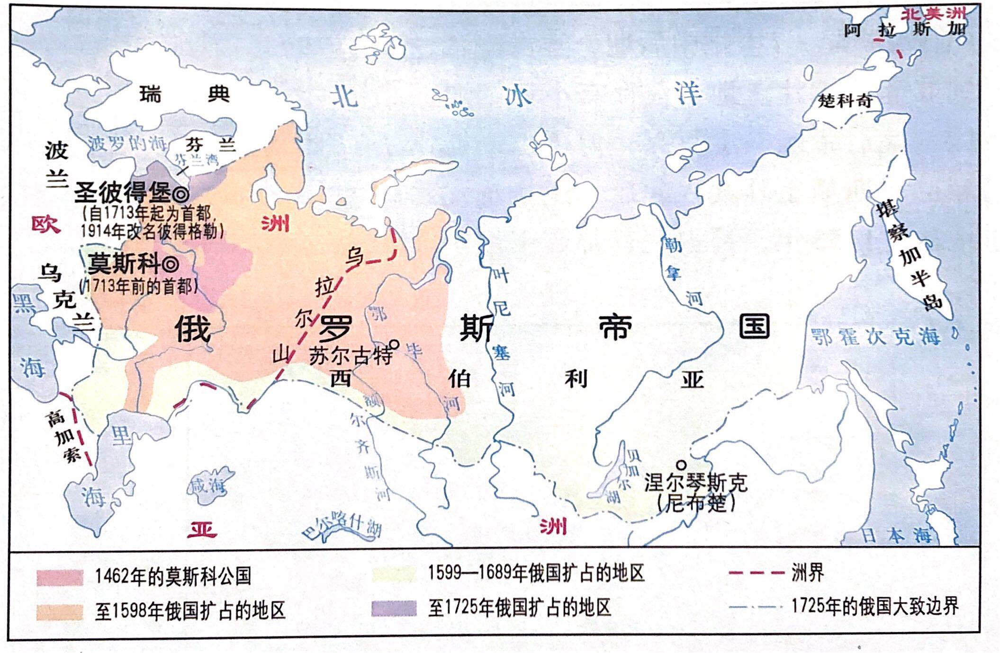 北美洲
阿拉斯加
瑞典
北冰洋
楚科奇
波罗的海
芬兰
芬兰湾
波兰
圣彼得堡
(自1713年起为首都,
1914年改名彼得格勒)
欧洲
莫斯科
(1713年前的首都)
乌克兰
黑海
乌拉尔山
俄罗斯帝国
鄂毕河
叶尼塞河
勒拿河
堪察加半岛
鄂霍次克海
苏尔古特
西伯利亚
额尔齐斯河
高加索
里海
咸海
巴尔喀什湖
贝加尔湖
涅尔琴斯克
(尼布楚)
亚洲
日本海
1462年的莫斯科公国
1599—1689年俄国扩占的地区
洲界
至1598年俄国扩占的地区
至1725年俄国扩占的地区
1725年的俄国大致边界